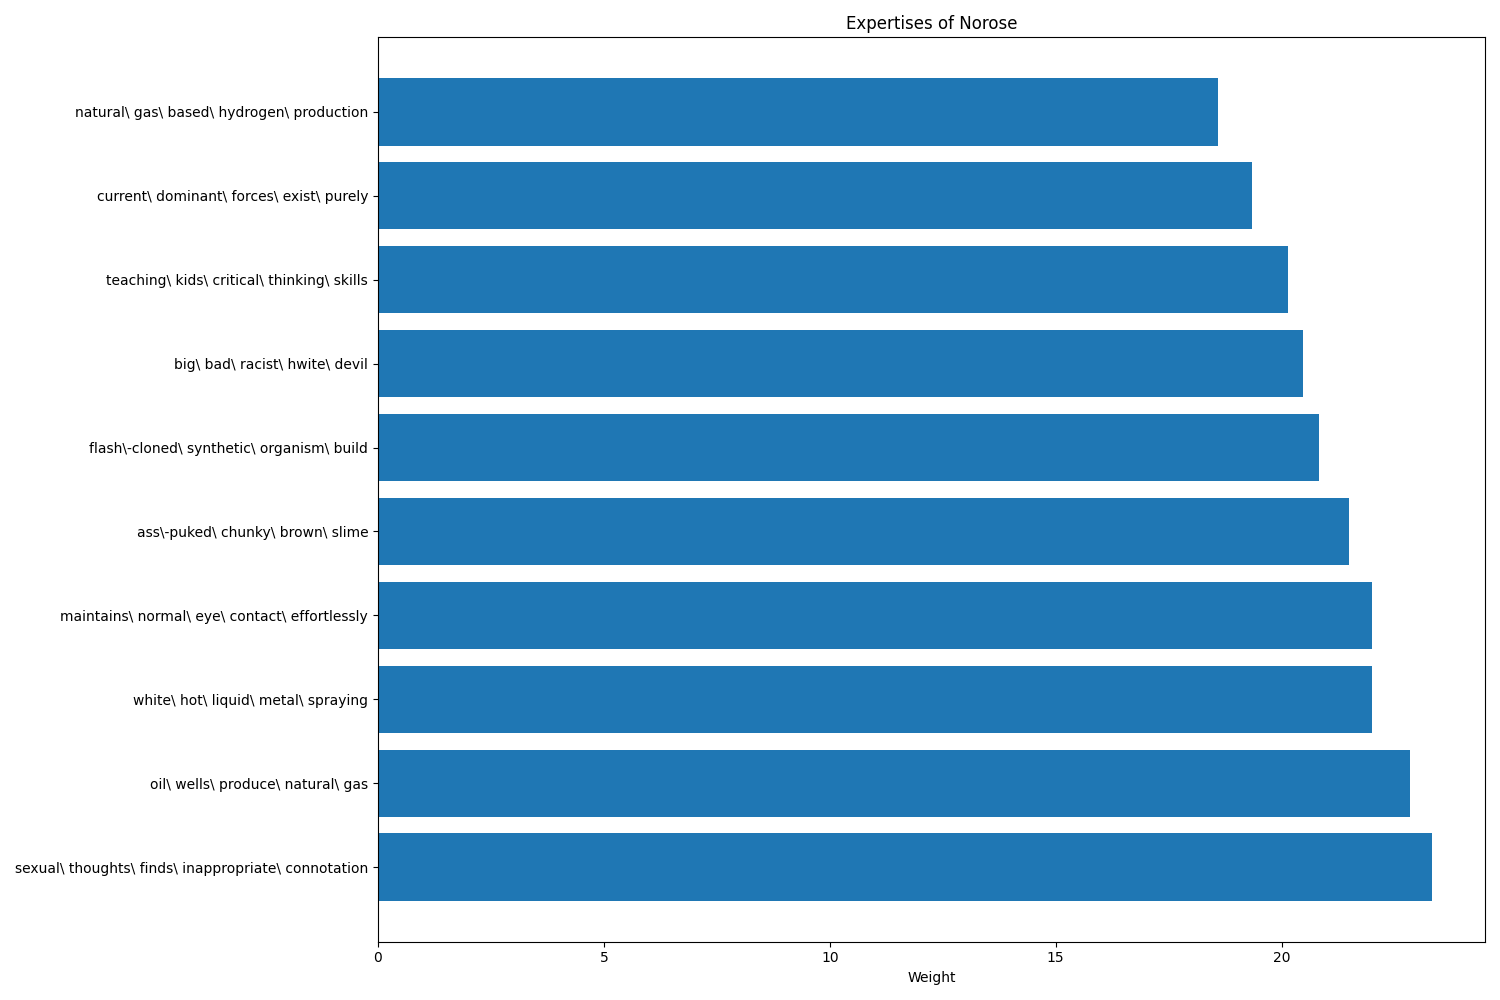 Expertises of Norose
natural\ gas\ based\ hydrogen\ production
current\ dominant\ forces\ exist\ purely
teaching\ kids\ critical\ thinking\ skills
big\ bad\ racist\ hwite\ devil
flash\-cloned\ synthetic\ organism\ build
ass\-puked\ chunky\ brown\ slime
maintains\ normal\ eye\ contact\ effortlessly
white\ hot\ liquid\ metal\ spraying
oil\ wells\ produce\ natural\ gas
sexual\ thoughts\ finds\ inappropriate\ connotation
0 5 10 15 20
Weight